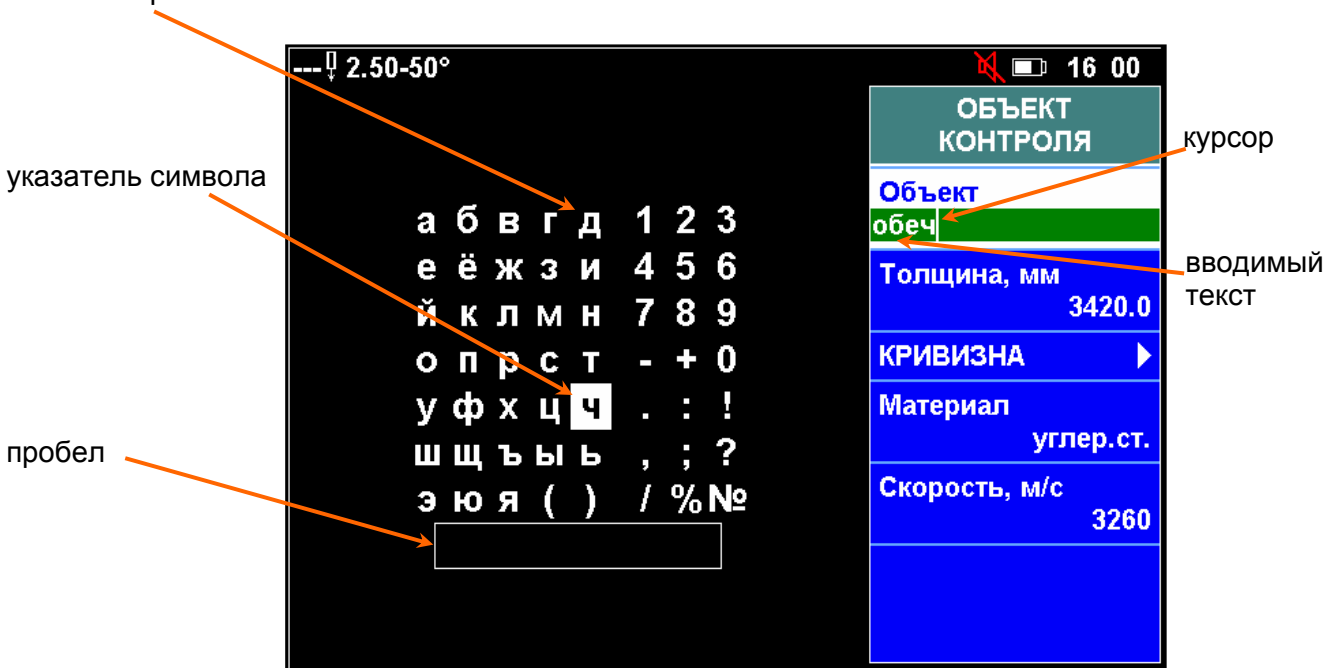 --- 2.50-50°
16 00
ОБЪЕКТ
КОНТРОЛЯ
курсор
указатель символа
Объект
обеч
а б в г д 1 2 3
е ё ж з и 4 5 6
й к л м н 7 8 9
о п р с т - + 0
у ф х ц ч . : !
ш щ ъ ы ь , ; ?
э ю я ( ) / % №
вводимый
текст
Толщина, мм
3420.0
КРИВИЗНА
Материал
углер.ст.
пробел
Скорость, м/с
3260